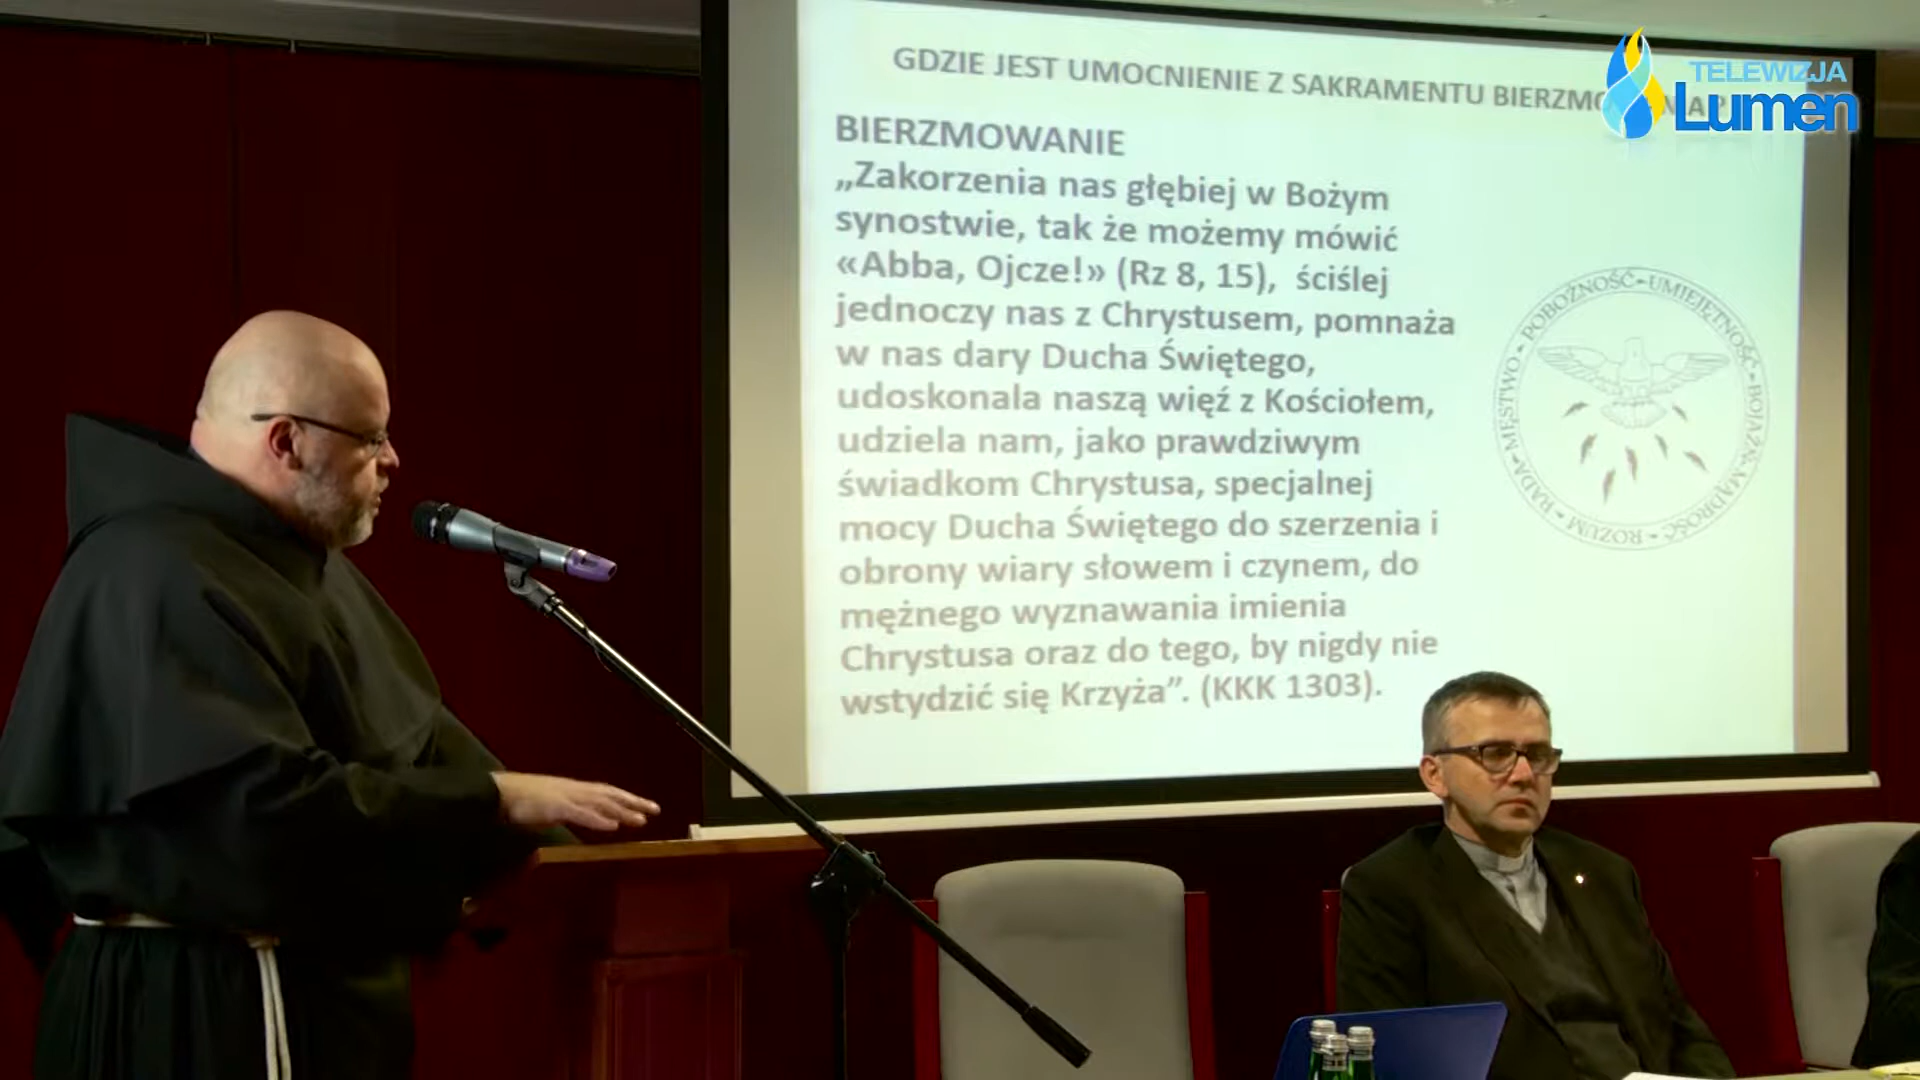 GDZIE JEST UMOCNIENIE Z SAKRAMENTU
TELEWIZJA
Lumen
BIERZMOWANIE
„Zakorzenia nas głębiej w Bożym
synostwie, tak że możemy mówić
«Abba, Ojcze!» (Rz 8, 15), ściślej
jednoczy nas z Chrystusem, pomnaża
w nas dary Ducha Świętego,
udoskonala naszą więź z Kościołem,
udziela nam, jako prawdziwym
świadkom Chrystusa, specjalnej
mocy Ducha Świętego do szerzenia i
obrony wiary słowem i czynem, do
mężnego wyznawania imienia
Chrystusa oraz do tego, by nigdy nie
wstydzić się Krzyża”. (KKK 1303).
RADA • MĘSTWO • POBOŻNOŚĆ • UMIEJĘTNOŚĆ • BOJAŹŃ • MĄDROŚĆ • ROZUM •